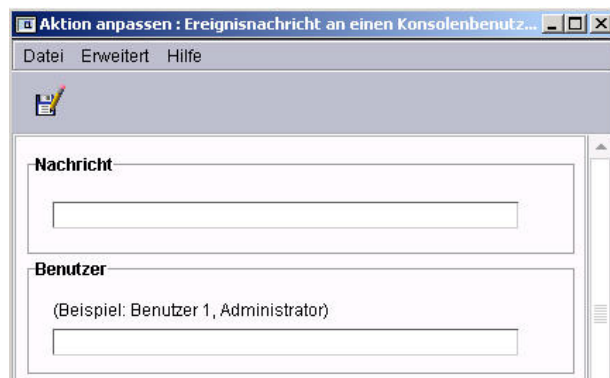 Aktion anpassen : Ereignisnachricht an einen Konsolenbenutz...
Datei Erweitert Hilfe
Nachricht
Benutzer
(Beispiel: Benutzer 1, Administrator)